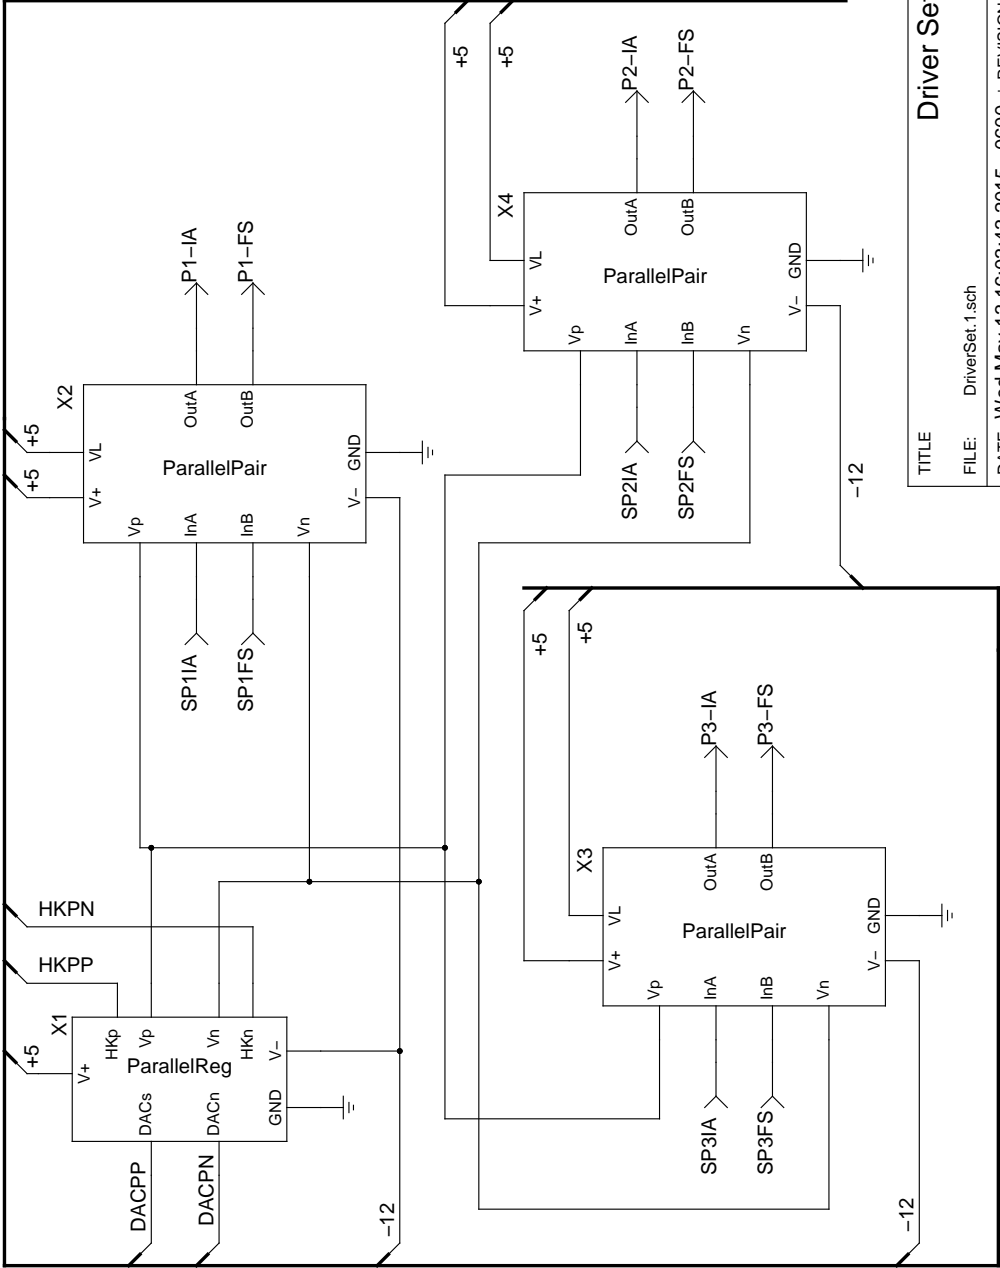 +5
HKPP
HKPN
+5
+5
+5
+5
X1
V+
HKp
Vp
Vn
HKn
V−
GND
DACs
DACn
ParallelReg
DACPP
DACPN
−12
X2
V+
VL
Vp
InA
InB
Vn
V−
GND
OutA
OutB
ParallelPair
SP1IA
SP1FS
P1−IA
P1−FS
X4
V+
VL
Vp
InA
InB
Vn
V−
GND
OutA
OutB
ParallelPair
SP2IA
SP2FS
P2−IA
P2−FS
−12
+5
+5
X3
V+
VL
Vp
InA
InB
Vn
V−
GND
OutA
OutB
ParallelPair
SP3IA
SP3FS
P3−IA
P3−FS
−12
TITLE
Driver Set
FILE: DriverSet.1.sch